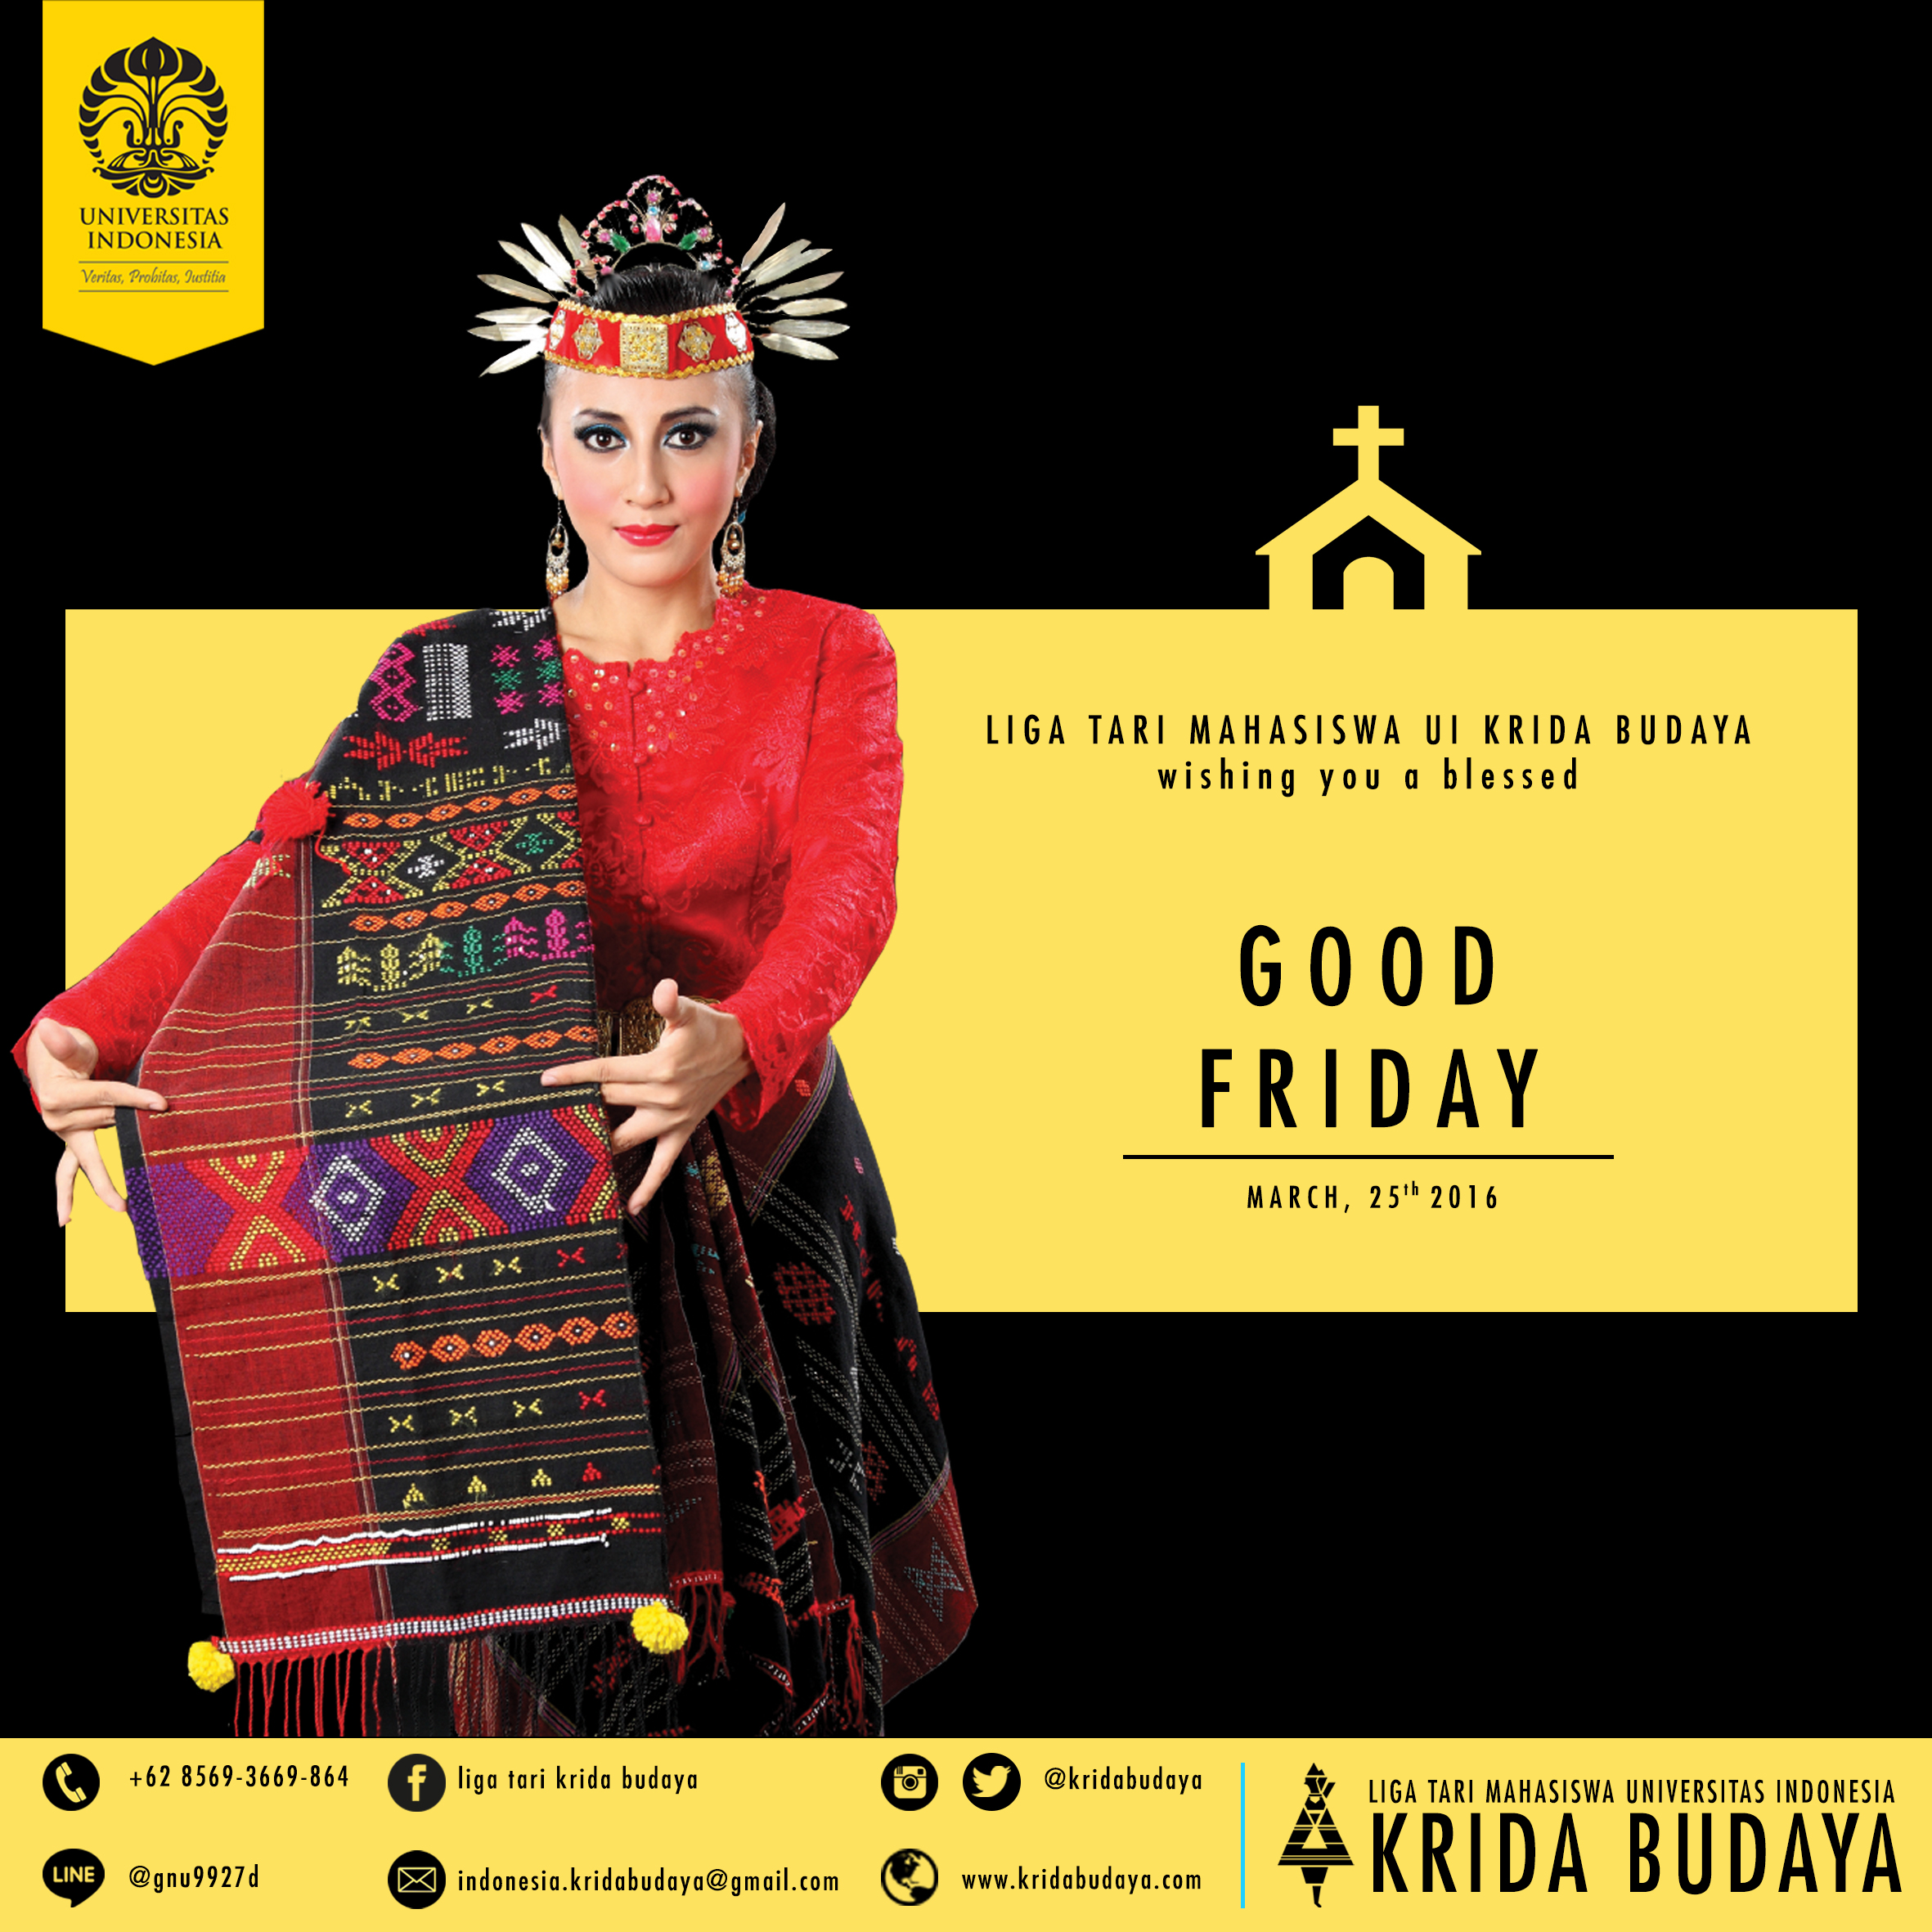 UNIVERSITAS
INDONESIA
Veritas, Probitas, Justitia
LIGA TARI MAHASISWA UI KRIDA BUDAYA
wishing you a blessed
GOOD
FRIDAY
MARCH, 25th 2016
+62 8569-3669-864
liga tari krida budaya
@kridabudaya
LINE
@gnu9927d
indonesia.kridabudaya@gmail.com
www.kridabudaya.com
LIGA TARI MAHASISWA UNIVERSITAS INDONESIA
KRIDA BUDAYA